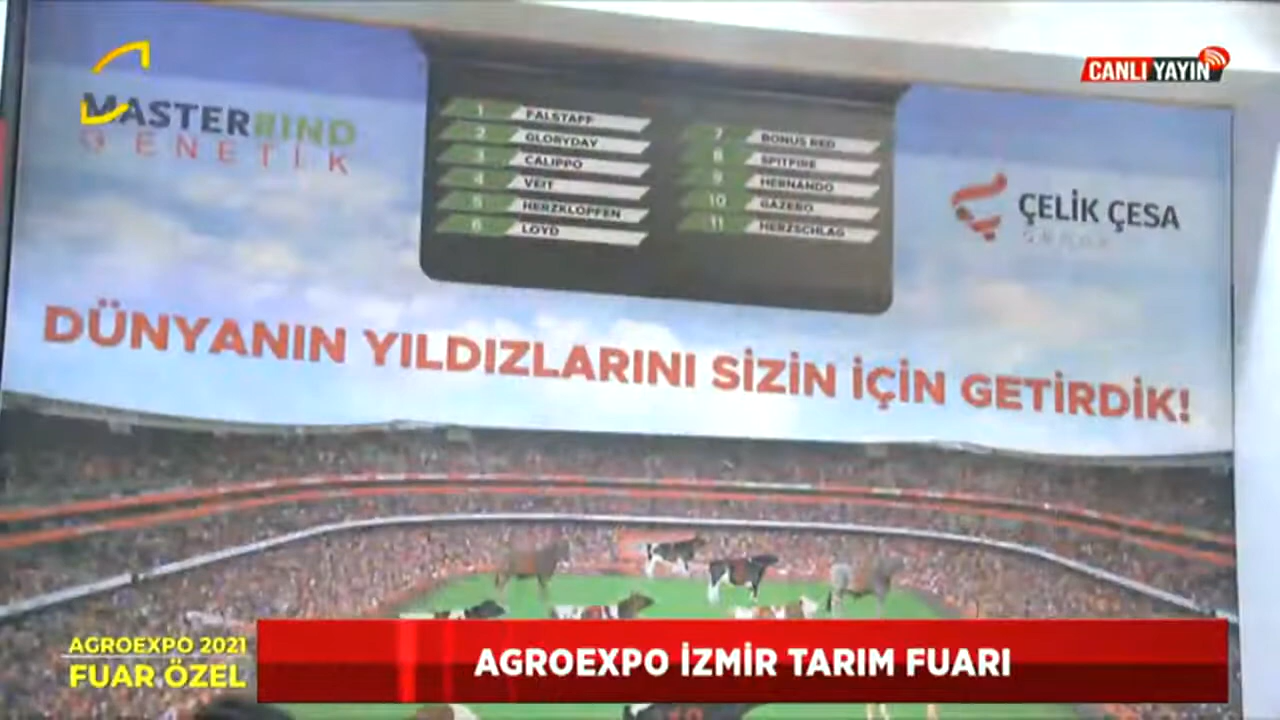 CANLI YAYIN
MASTERRIND
GENETİK
1 FALSTAFF
2 GLORYDAY
3 CALIPPO
4 VEIT
5 HERZKLOPFEN
6 LOYD
7 BONUS RED
8 SPITFIRE
9 HERNANDO
10 GAZEBO
11 HERZSCHLAG
ÇELİK ÇESA
DÜNYANIN YILDIZLARINI SİZİN İÇİN GETİRDİK!
AGROEXPO 2021
FUAR ÖZEL
AGROEXPO İZMİR TARIM FUARI